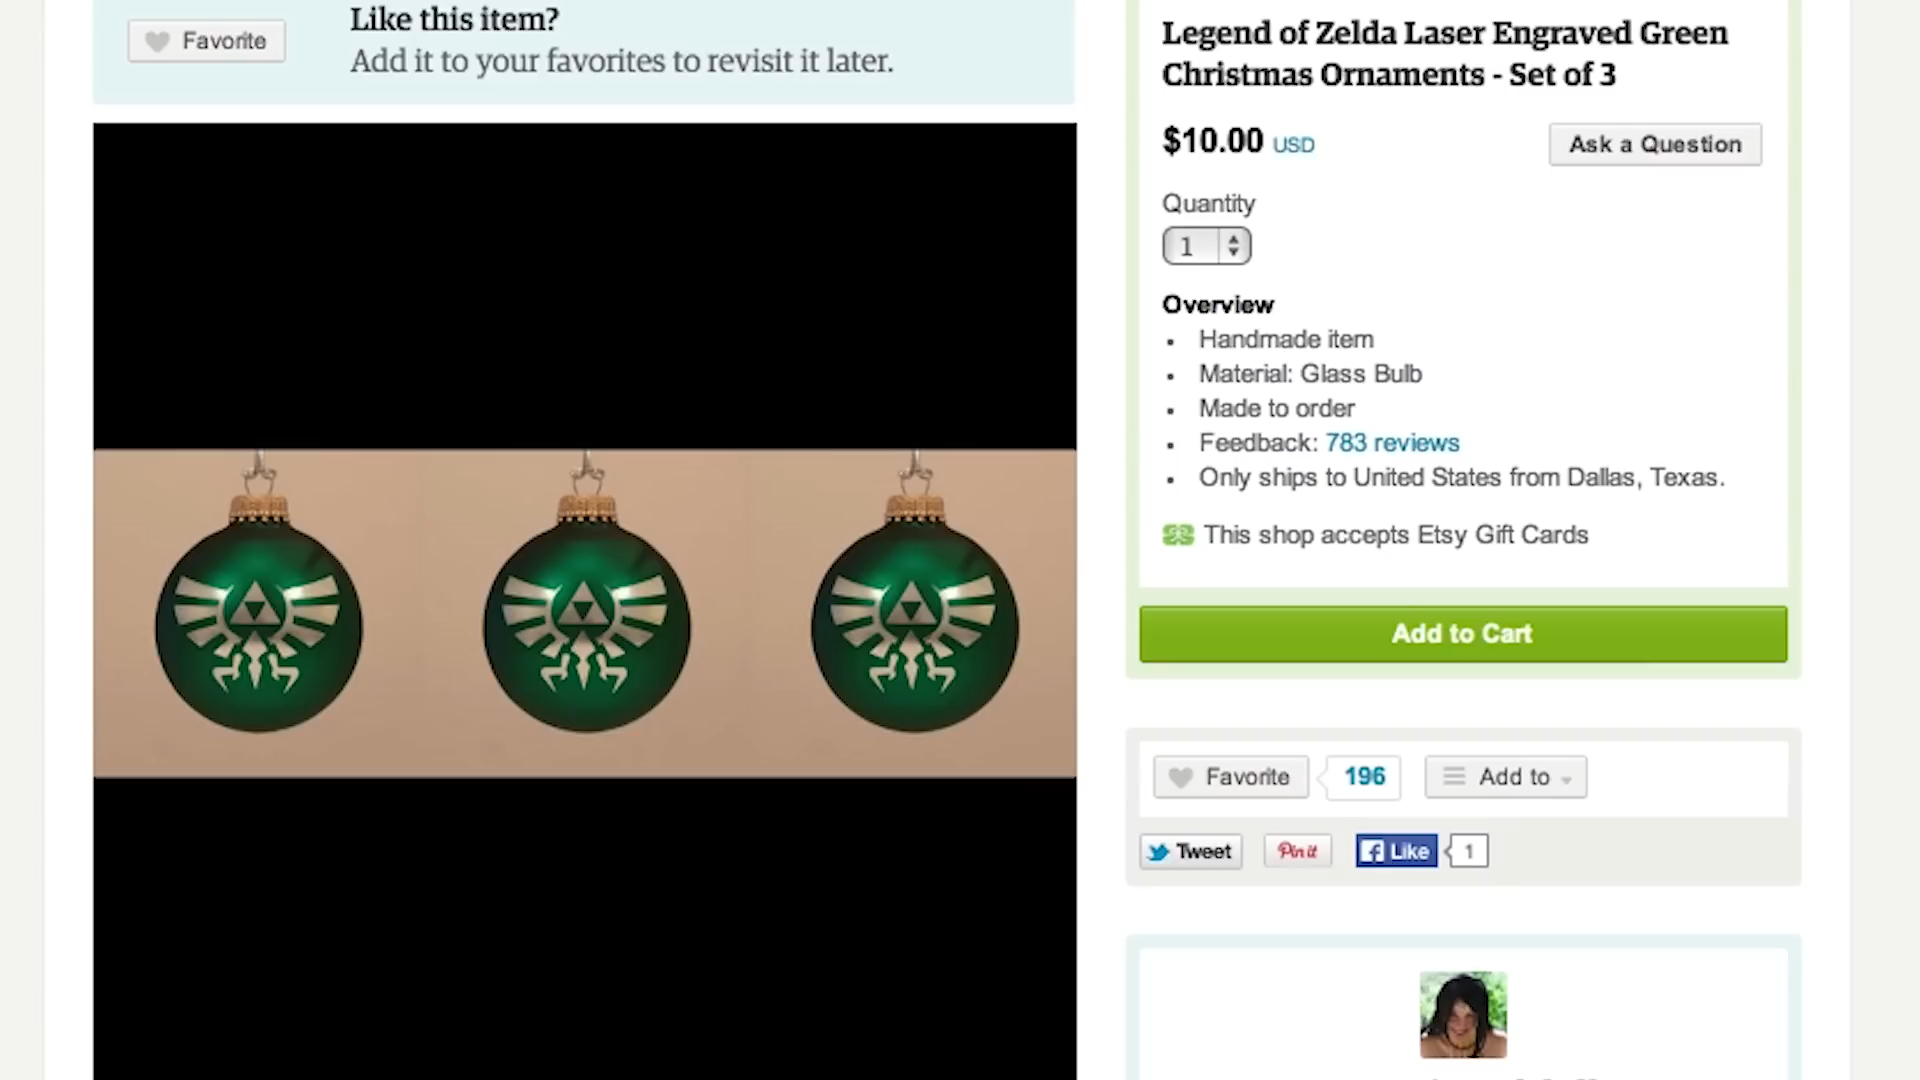 Favorite
Like this item?
Add it to your favorites to revisit it later.
Legend of Zelda Laser Engraved Green
Christmas Ornaments - Set of 3
$10.00 USD
Ask a Question
Quantity
1
Overview
Handmade item
Material: Glass Bulb
Made to order
Feedback: 783 reviews
Only ships to United States from Dallas, Texas.
This shop accepts Etsy Gift Cards
Add to Cart
Favorite
196
Add to
Tweet
Pin it
Like
1